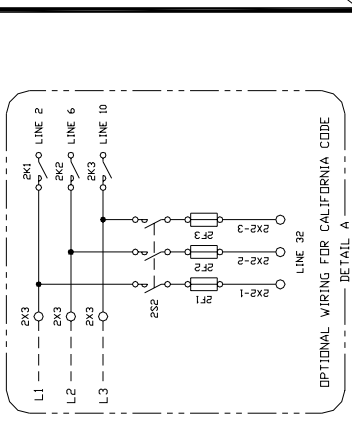 L1
2X3
2K1
LINE 2
L2
2X3
2K2
LINE 6
L3
2X3
2K3
LINE 10
2S2
2F1
2F2
2F3
2X2-1
2X2-2
2X2-3
LINE 32
OPTIONAL WIRING FOR CALIFORNIA CODE
DETAIL A